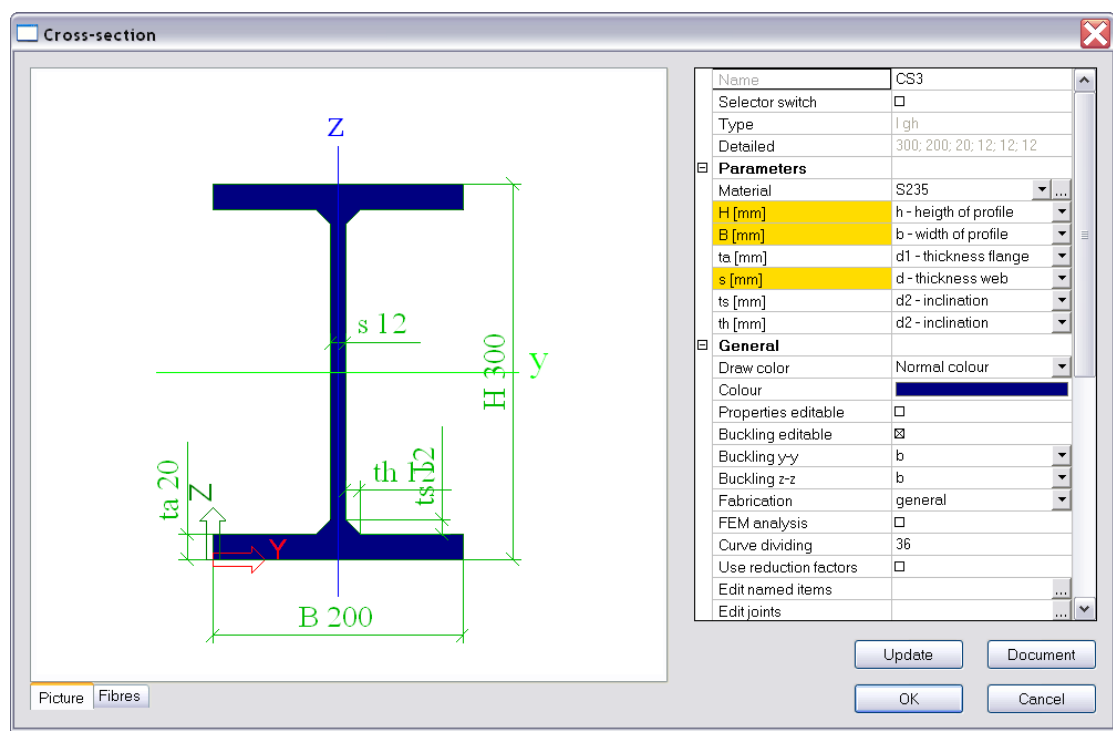 Cross-section
Z
s 12
H 300
y
th 1
ts 12
ta 20
Z
Y
B 200
Picture
Fibres
Name CS3
Selector switch
Type I gh
Detailed 300; 200; 20; 12; 12; 12
Parameters
Material S235 ...
H [mm] h - heigth of profile
B [mm] b - width of profile
ta [mm] d1 - thickness flange
s [mm] d - thickness web
ts [mm] d2 - inclination
th [mm] d2 - inclination
General
Draw color Normal colour
Colour
Properties editable
Buckling editable
Buckling y-y b
Buckling z-z b
Fabrication general
FEM analysis
Curve dividing 36
Use reduction factors
Edit named items ...
Edit joints ...
Update Document
OK Cancel